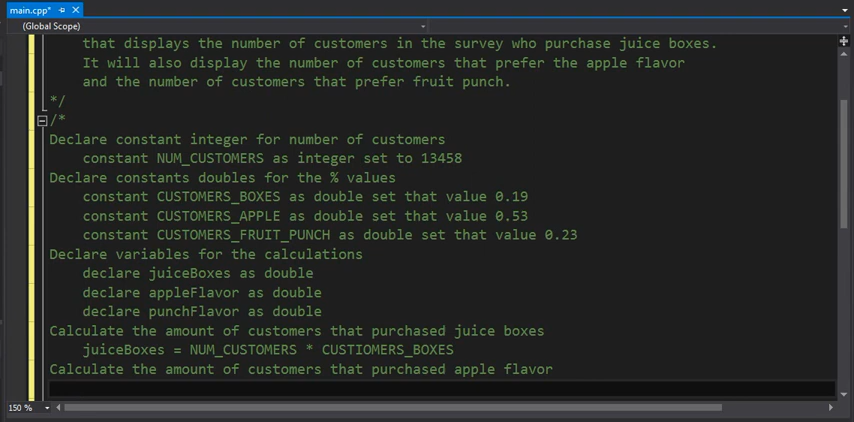 main.cpp*
(Global Scope)
that displays the number of customers in the survey who purchase juice boxes.
It will also display the number of customers that prefer the apple flavor
and the number of customers that prefer fruit punch.
*/
/*
Declare constant integer for number of customers
constant NUM_CUSTOMERS as integer set to 13458
Declare constants doubles for the % values
constant CUSTOMERS_BOXES as double set that value 0.19
constant CUSTOMERS_APPLE as double set that value 0.53
constant CUSTOMERS_FRUIT_PUNCH as double set that value 0.23
Declare variables for the calculations
declare juiceBoxes as double
declare appleFlavor as double
declare punchFlavor as double
Calculate the amount of customers that purchased juice boxes
juiceBoxes = NUM_CUSTOMERS * CUSTIOMERS_BOXES
Calculate the amount of customers that purchased apple flavor
150 %